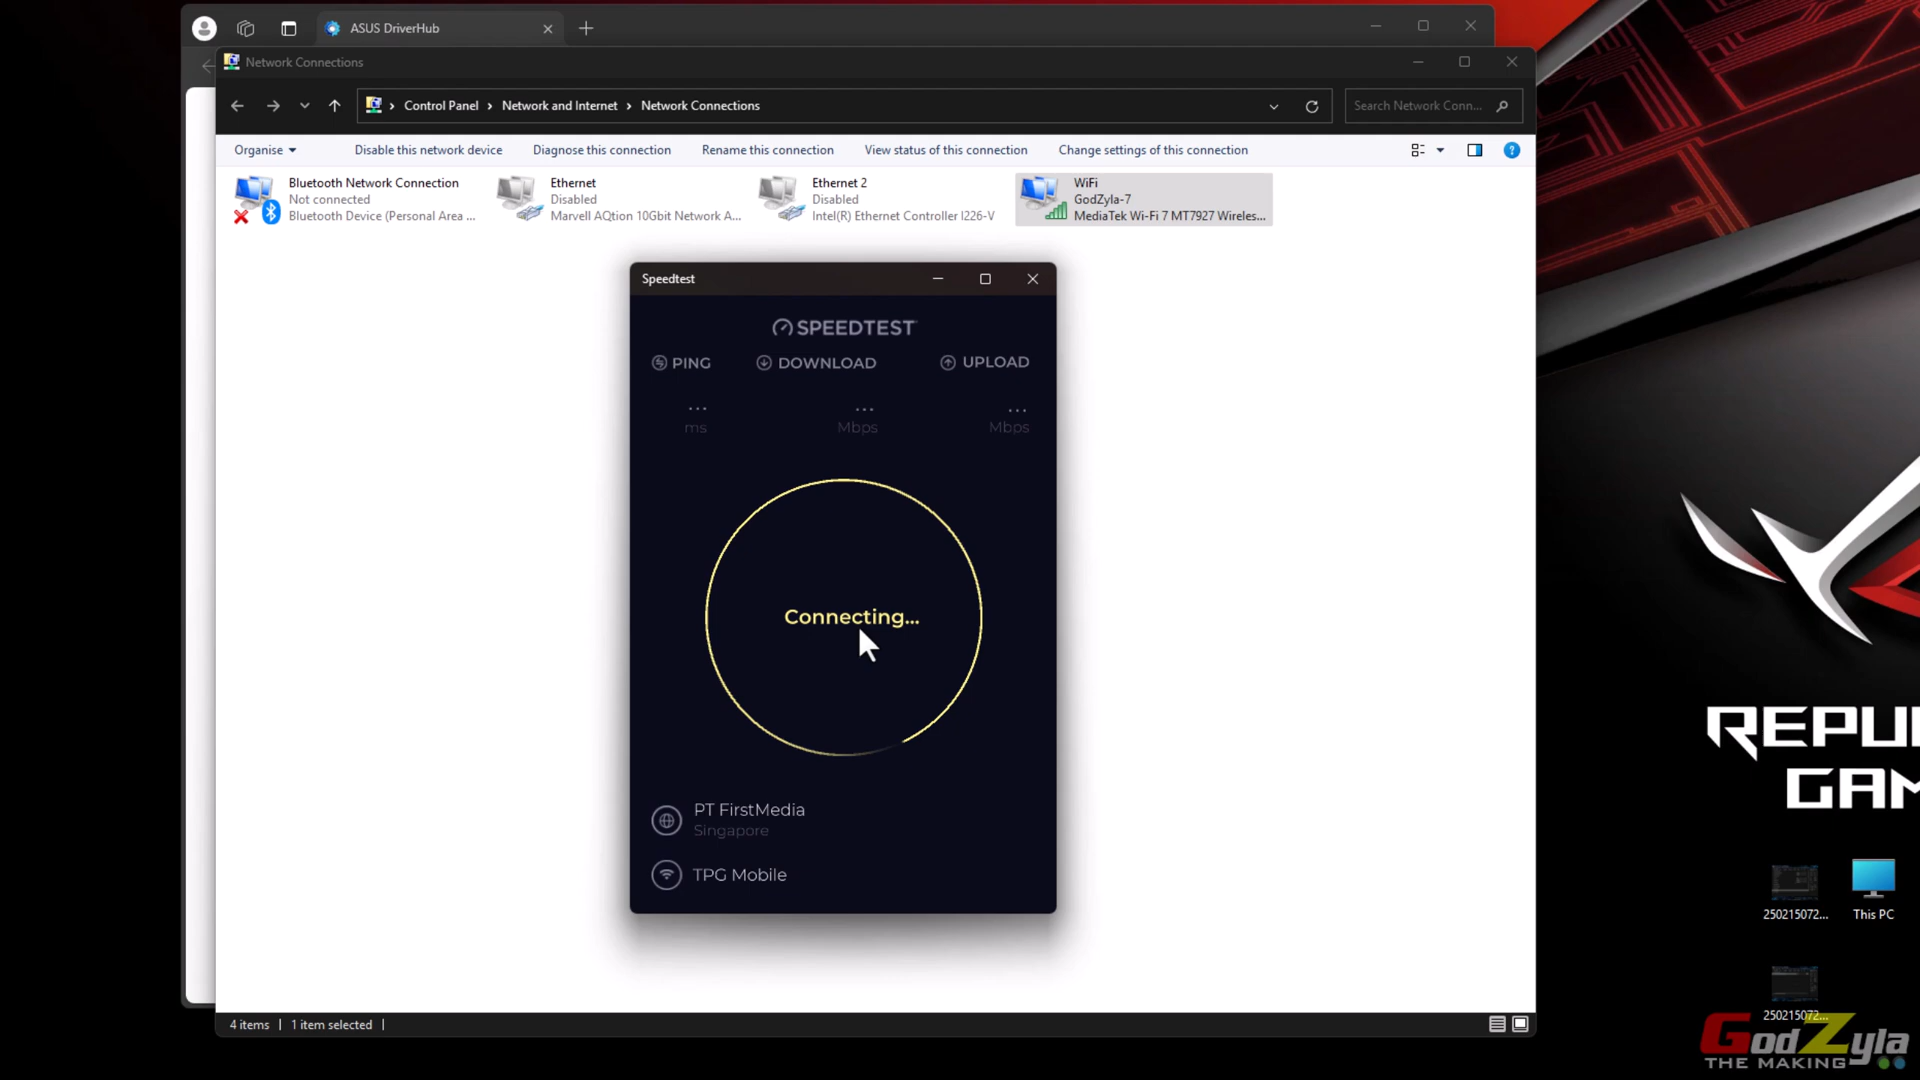 ASUS DriverHub
Network Connections
Control Panel > Network and Internet > Network Connections
Search Network Conn...
Organise
Disable this network device
Diagnose this connection
Rename this connection
View status of this connection
Change settings of this connection
Bluetooth Network Connection
Not connected
Bluetooth Device (Personal Area ...
Ethernet
Disabled
Marvell AQtion 10Gbit Network A...
Ethernet 2
Disabled
Intel(R) Ethernet Controller I226-V
WiFi
GodZyla-7
MediaTek Wi-Fi 7 MT7927 Wireles...
Speedtest
SPEEDTEST
PING
DOWNLOAD
UPLOAD
...
...
...
ms
Mbps
Mbps
Connecting...
PT FirstMedia
Singapore
TPG Mobile
REPU
GAM
250215072...
This PC
250215072...
4 items
1 item selected
GodZyla
THE MAKING